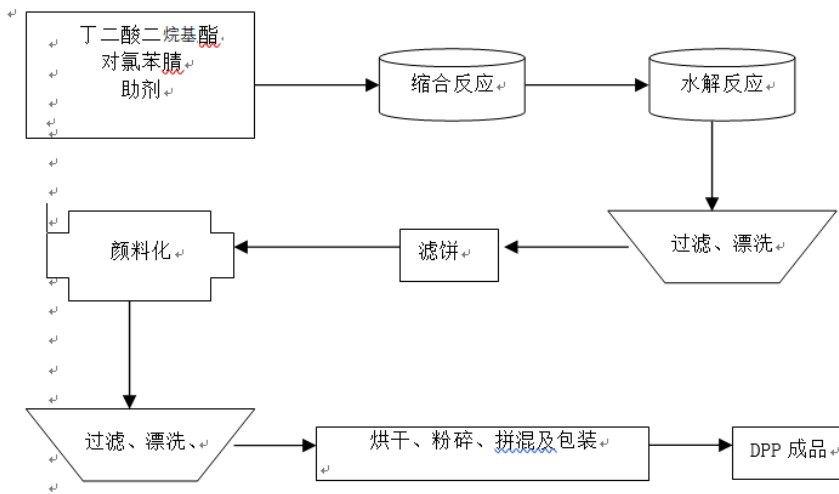 丁二酸二烷基酯
对氯苯腈
助剂
缩合反应
水解反应
过滤、漂洗
滤饼
颜料化
过滤、漂洗、
烘干、粉碎、拼混及包装
DPP 成品